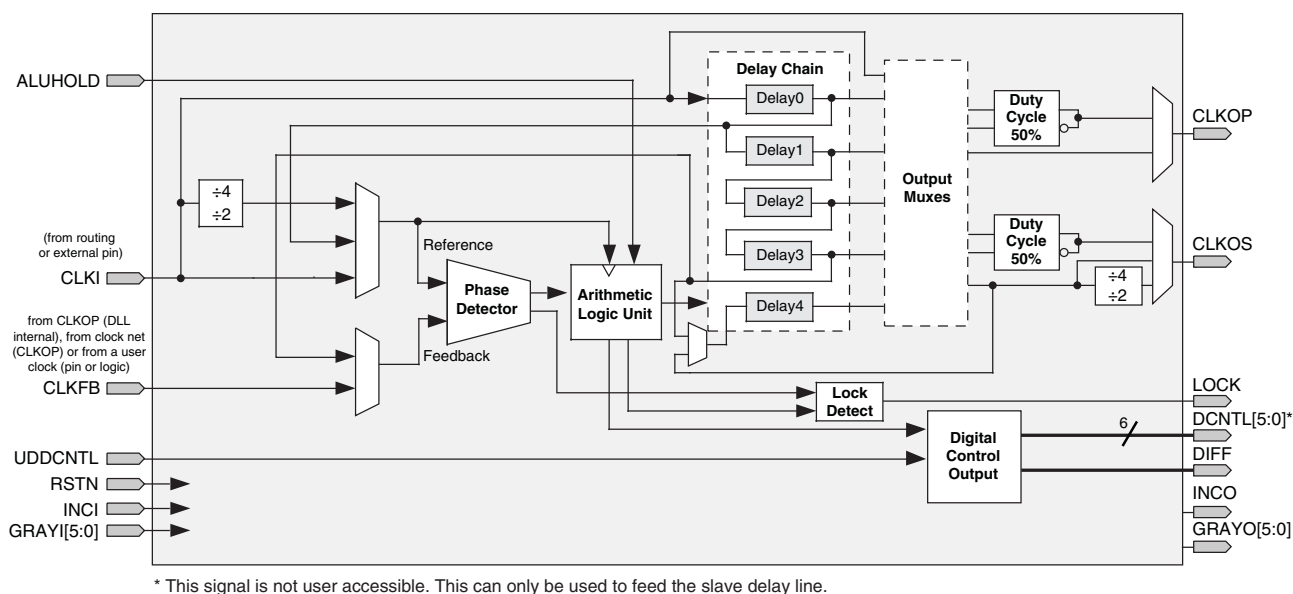 ALUHOLD
(from routing
or external pin)
CLKI
from CLKOP (DLL
internal), from clock net
(CLKOP) or from a user
clock (pin or logic)
CLKFB
UDDCNTL
RSTN
INCI
GRAYI[5:0]
÷4
÷2
Reference
Feedback
Phase
Detector
Arithmetic
Logic Unit
Delay Chain
Delay0
Delay1
Delay2
Delay3
Delay4
Output
Muxes
Duty
Cycle
50%
Duty
Cycle
50%
÷4
÷2
Lock
Detect
Digital
Control
Output
6
CLKOP
CLKOS
LOCK
DCNTL[5:0]*
DIFF
INCO
GRAYO[5:0]
* This signal is not user accessible. This can only be used to feed the slave delay line.